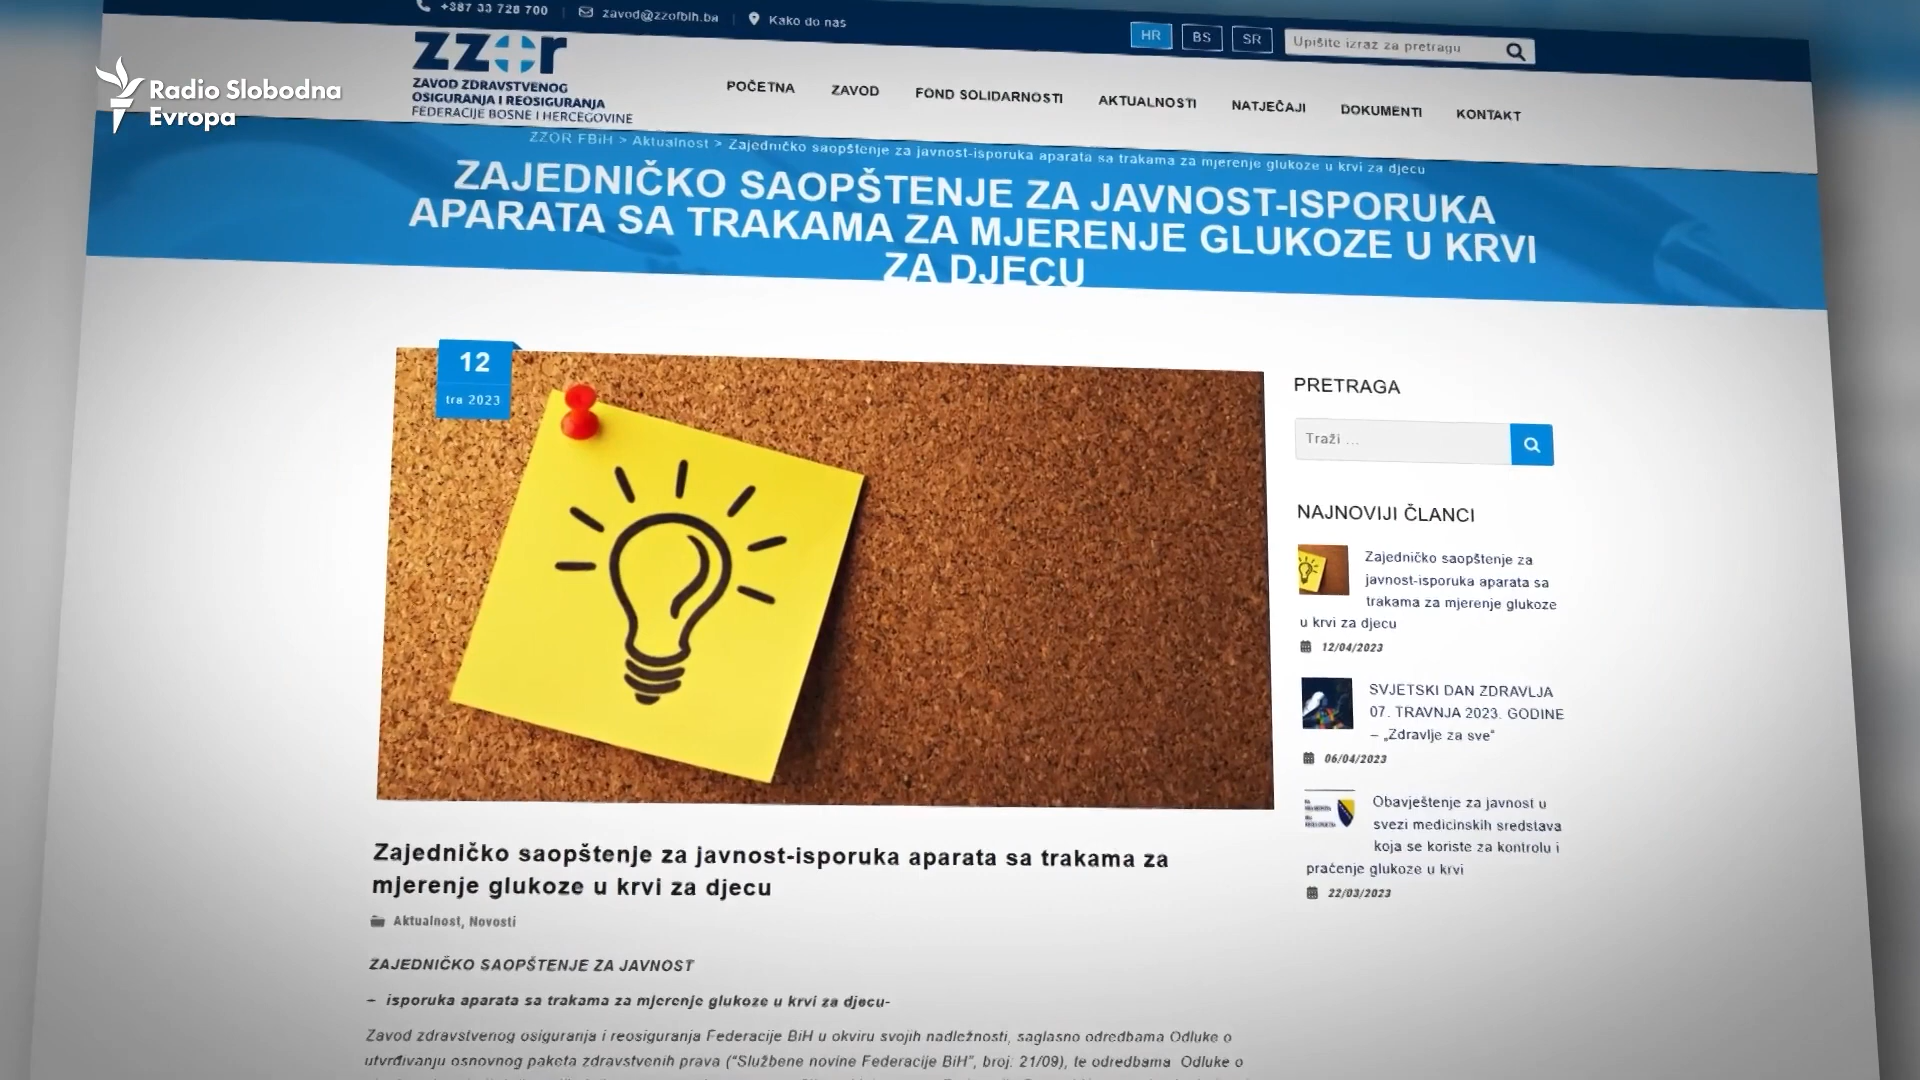 +387 33 728 700
zavod@zzofbih.ba
Kako do nas
HR
BS
SR
Upišite izraz za pretragu
Radio Slobodna
Evropa
zzor
ZAVOD ZDRAVSTVENOG
OSIGURANJA I REOSIGURANJA
FEDERACIJE BOSNE I HERCEGOVINE
POČETNA
ZAVOD
FOND SOLIDARNOSTI
AKTUALNOSTI
NATJEČAJI
DOKUMENTI
KONTAKT
ZZOR FBiH > Aktualnost > Zajedničko saopštenje za javnost-isporuka aparata sa trakama za mjerenje glukoze u krvi za djecu
ZAJEDNIČKO SAOPŠTENJE ZA JAVNOST-ISPORUKA
APARATA SA TRAKAMA ZA MJERENJE GLUKOZE U KRVI
ZA DJECU
12
tra 2023
Zajedničko saopštenje za javnost-isporuka aparata sa trakama za
mjerenje glukoze u krvi za djecu
Aktualnost, Novosti
ZAJEDNIČKO SAOPŠTENJE ZA JAVNOST
– isporuka aparata sa trakama za mjerenje glukoze u krvi za djecu-
Zavod zdravstvenog osiguranja i reosiguranja Federacije BiH u okviru svojih nadležnosti, saglasno odredbama Odluke o
utvrđivanju osnovnog paketa zdravstvenih prava (“Službene novine Federacije BiH”, broj: 21/09), te odredbama Odluke o
PRETRAGA
Traži ...
NAJNOVIJI ČLANCI
Zajedničko saopštenje za
javnost-isporuka aparata sa
trakama za mjerenje glukoze
u krvi za djecu
12/04/2023
SVJETSKI DAN ZDRAVLJA
07. TRAVNJA 2023. GODINE
– „Zdravlje za sve“
06/04/2023
Obavještenje za javnost u
svezi medicinskih sredstava
koja se koriste za kontrolu i
praćenje glukoze u krvi
22/03/2023